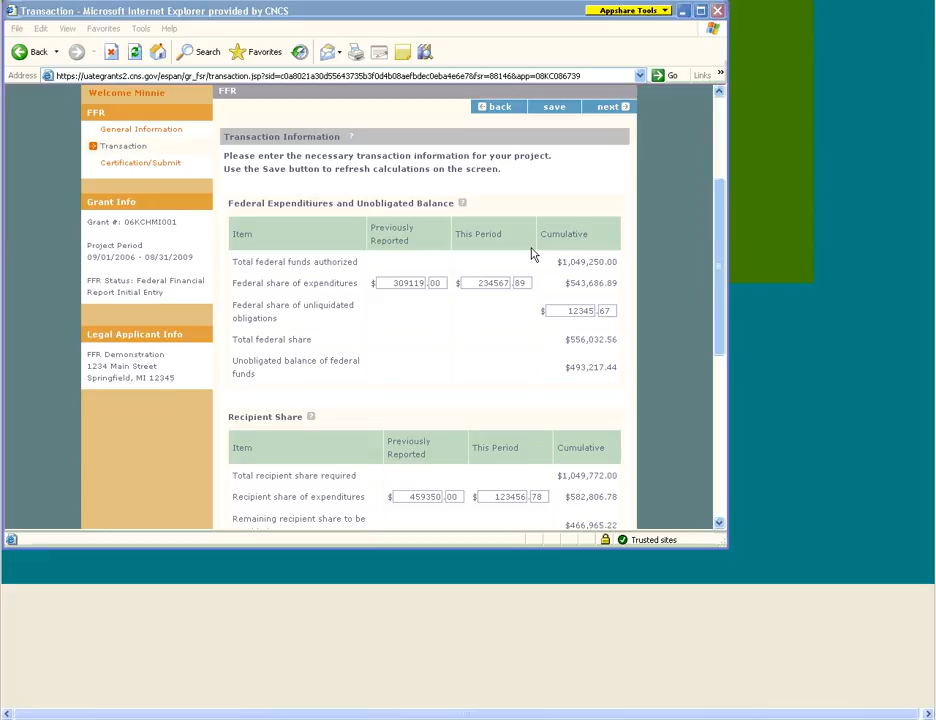 Transaction - Microsoft Internet Explorer provided by CNCS
Appshare Tools
File Edit View Favorites Tools Help
Back Search Favorites
Address https://uategrants2.cns.gov/espan/gr_fsr/transaction.jsp?sid=c0a8021a30d55643735b3f0d4b08aefbdec0eba4e6e7&fsr=88146&app=08KC086739 Go Links »
Welcome Minnie
FFR
General Information
Transaction
Certification/Submit
Grant Info
Grant #: 06KCHMI001
Project Period
09/01/2006 - 08/31/2009
FFR Status: Federal Financial
Report Initial Entry
Legal Applicant Info
FFR Demonstration
1234 Main Street
Springfield, MI 12345
FFR
back save next
Transaction Information ?
Please enter the necessary transaction information for your project.
Use the Save button to refresh calculations on the screen.
Federal Expenditiures and Unobligated Balance ?
Item Previously Reported This Period Cumulative
Total federal funds authorized $1,049,250.00
Federal share of expenditures $ 309119.00 $ 234567.89 $543,686.89
Federal share of unliquidated obligations $ 12345.67
Total federal share $556,032.56
Unobligated balance of federal funds $493,217.44
Recipient Share ?
Item Previously Reported This Period Cumulative
Total recipient share required $1,049,772.00
Recipient share of expenditures $ 459350.00 $ 123456.78 $582,806.78
Remaining recipient share to be $466,965.22
Trusted sites